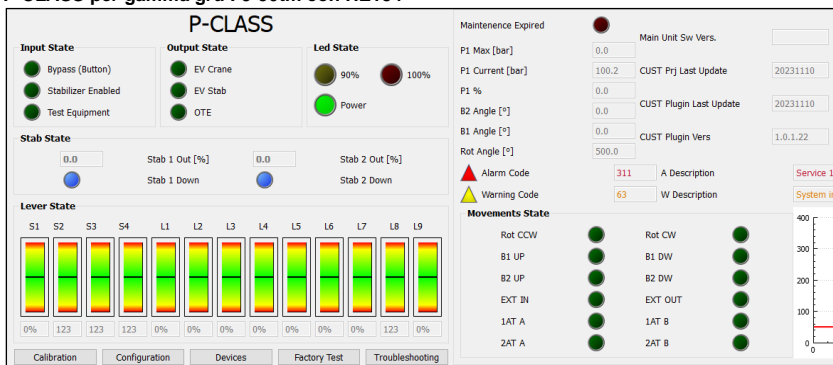 P-CLASS
Input State
Bypass (Button)
Stabilizer Enabled
Test Equipment
Output State
EV Crane
EV Stab
OTE
Led State
90%
100%
Power
Stab State
0.0
Stab 1 Out [%]
0.0
Stab 2 Out [%]
Stab 1 Down
Stab 2 Down
Lever State
S1 S2 S3 S4 L1 L2 L3 L4 L5 L6 L7 L8 L9
0% 123 123 123 0% 0% 0% 0% 0% 0% 0% 123 0%
Calibration
Configuration
Devices
Factory Test
Troubleshooting
Maintenence Expired
Main Unit Sw Vers.
P1 Max [bar]
0.0
P1 Current [bar]
100.2
CUST Prj Last Update
20231110
P1 %
0.0
B2 Angle [º]
0.0
CUST Plugin Last Update
20231110
B1 Angle [º]
0.0
CUST Plugin Vers
1.0.1.22
Rot Angle [º]
500.0
Alarm Code
311
A Description
Service 1
Warning Code
63
W Description
System in
Movements State
Rot CCW
Rot CW
B1 UP
B1 DW
B2 UP
B2 DW
EXT IN
EXT OUT
1AT A
1AT B
2AT A
2AT B
400
300
200
100
0
0